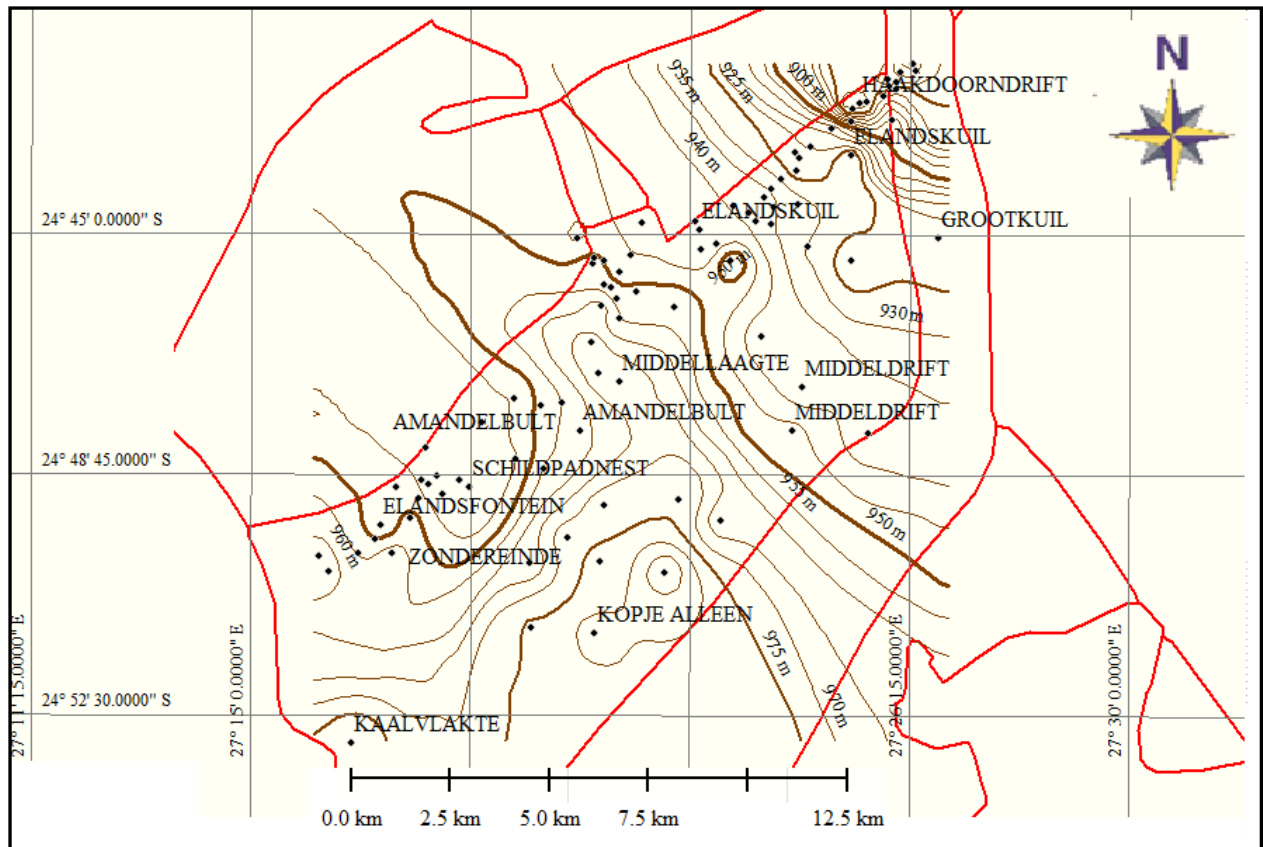 N
935 m
925 m
900 m
HAAKDOORNDRIFT
ELANDSKUIL
940 m
24° 45' 0.0000" S
ELANDSKUIL
GROOTKUIL
930 m
MIDDELLAAGTE
MIDDELDRIFT
AMANDELBULT
AMANDELBULT
MIDDELDRIFT
24° 48' 45.0000" S
SCHILDPADNEST
955 m
ELANDSFONTEIN
950 m
960 m
ZONDEREINDE
KOPJE ALLEEN
975 m
970 m
24° 52' 30.0000" S
KAALVLAKTE
27° 11' 15.0000" E
27° 15' 0.0000" E
27° 26' 15.0000" E
27° 30' 0.0000" E
0.0 km
2.5 km
5.0 km
7.5 km
12.5 km